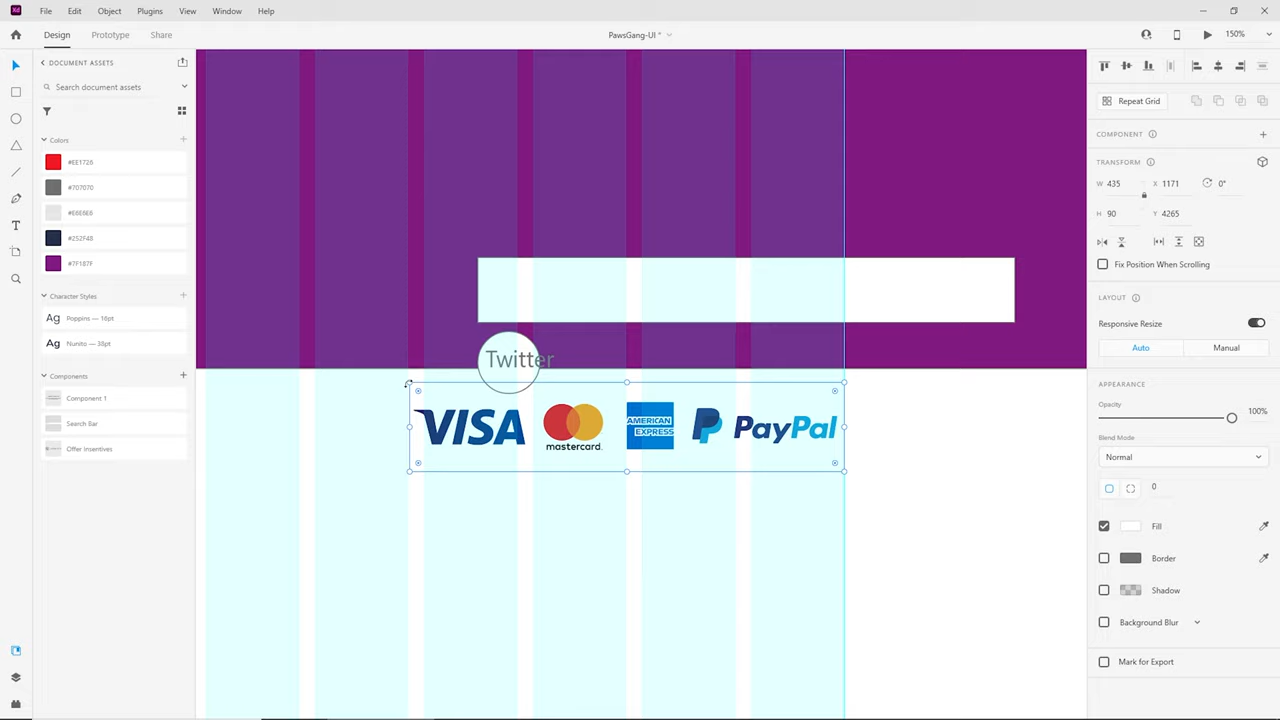 Xd File Edit Object Plugins View Window Help
Design Prototype Share PawsGang-UI * 150%
DOCUMENT ASSETS
Search document assets
Colors
#EE1726
#707070
#E6E6E6
#252F48
#7F187F
Character Styles
Ag Poppins — 16pt
Ag Nunito — 38pt
Components
Component 1
Search Bar
Offer Insentives
Twitter
VISA
mastercard.
AMERICAN
EXPRESS
PayPal
Repeat Grid
COMPONENT
TRANSFORM
W 435 X 1171 0°
H 90 Y 4265
Fix Position When Scrolling
LAYOUT
Responsive Resize
Auto Manual
APPEARANCE
Opacity
100%
Blend Mode
Normal
0
Fill
Border
Shadow
Background Blur
Mark for Export